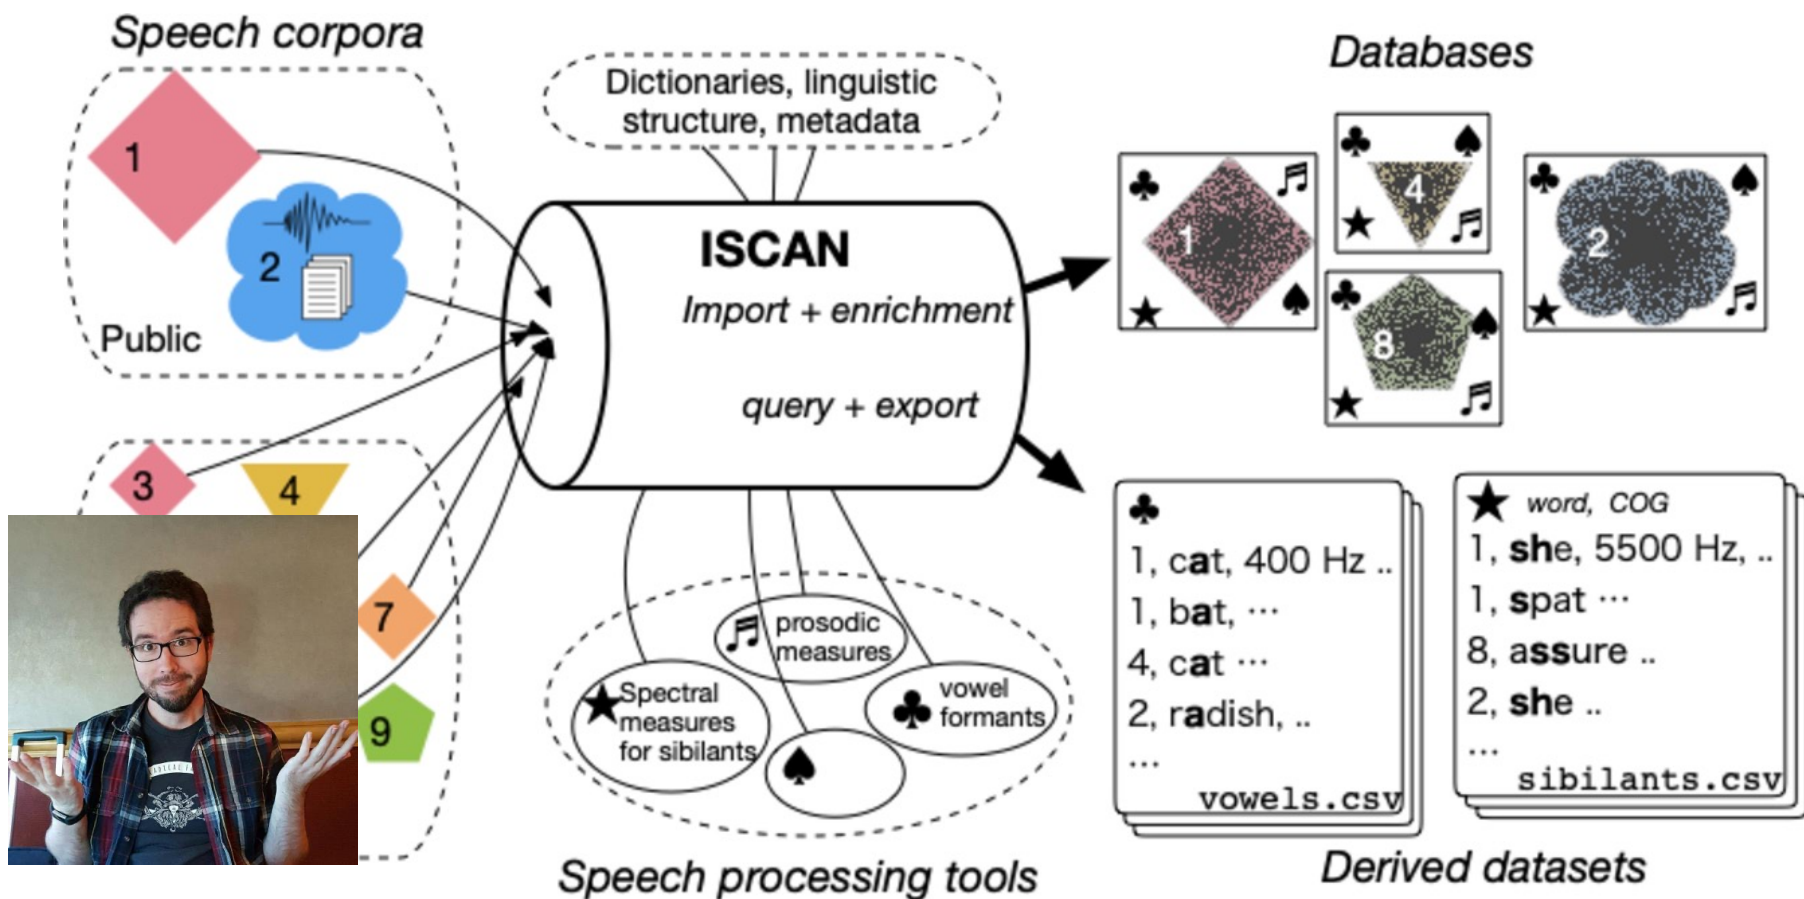 Speech corpora
1
2
Public
3
4
7
9
Dictionaries, linguistic
structure, metadata
ISCAN
Import + enrichment
query + export
prosodic
measures
Spectral
measures
for sibilants
vowel
formants
Speech processing tools
Databases
1
4
2
8
1, cat, 400 Hz ..
1, bat, ...
4, cat ...
2, radish, ..
...
vowels.csv
word, COG
1, she, 5500 Hz, ..
1, spat ...
8, assure ..
2, she ..
...
sibilants.csv
Derived datasets